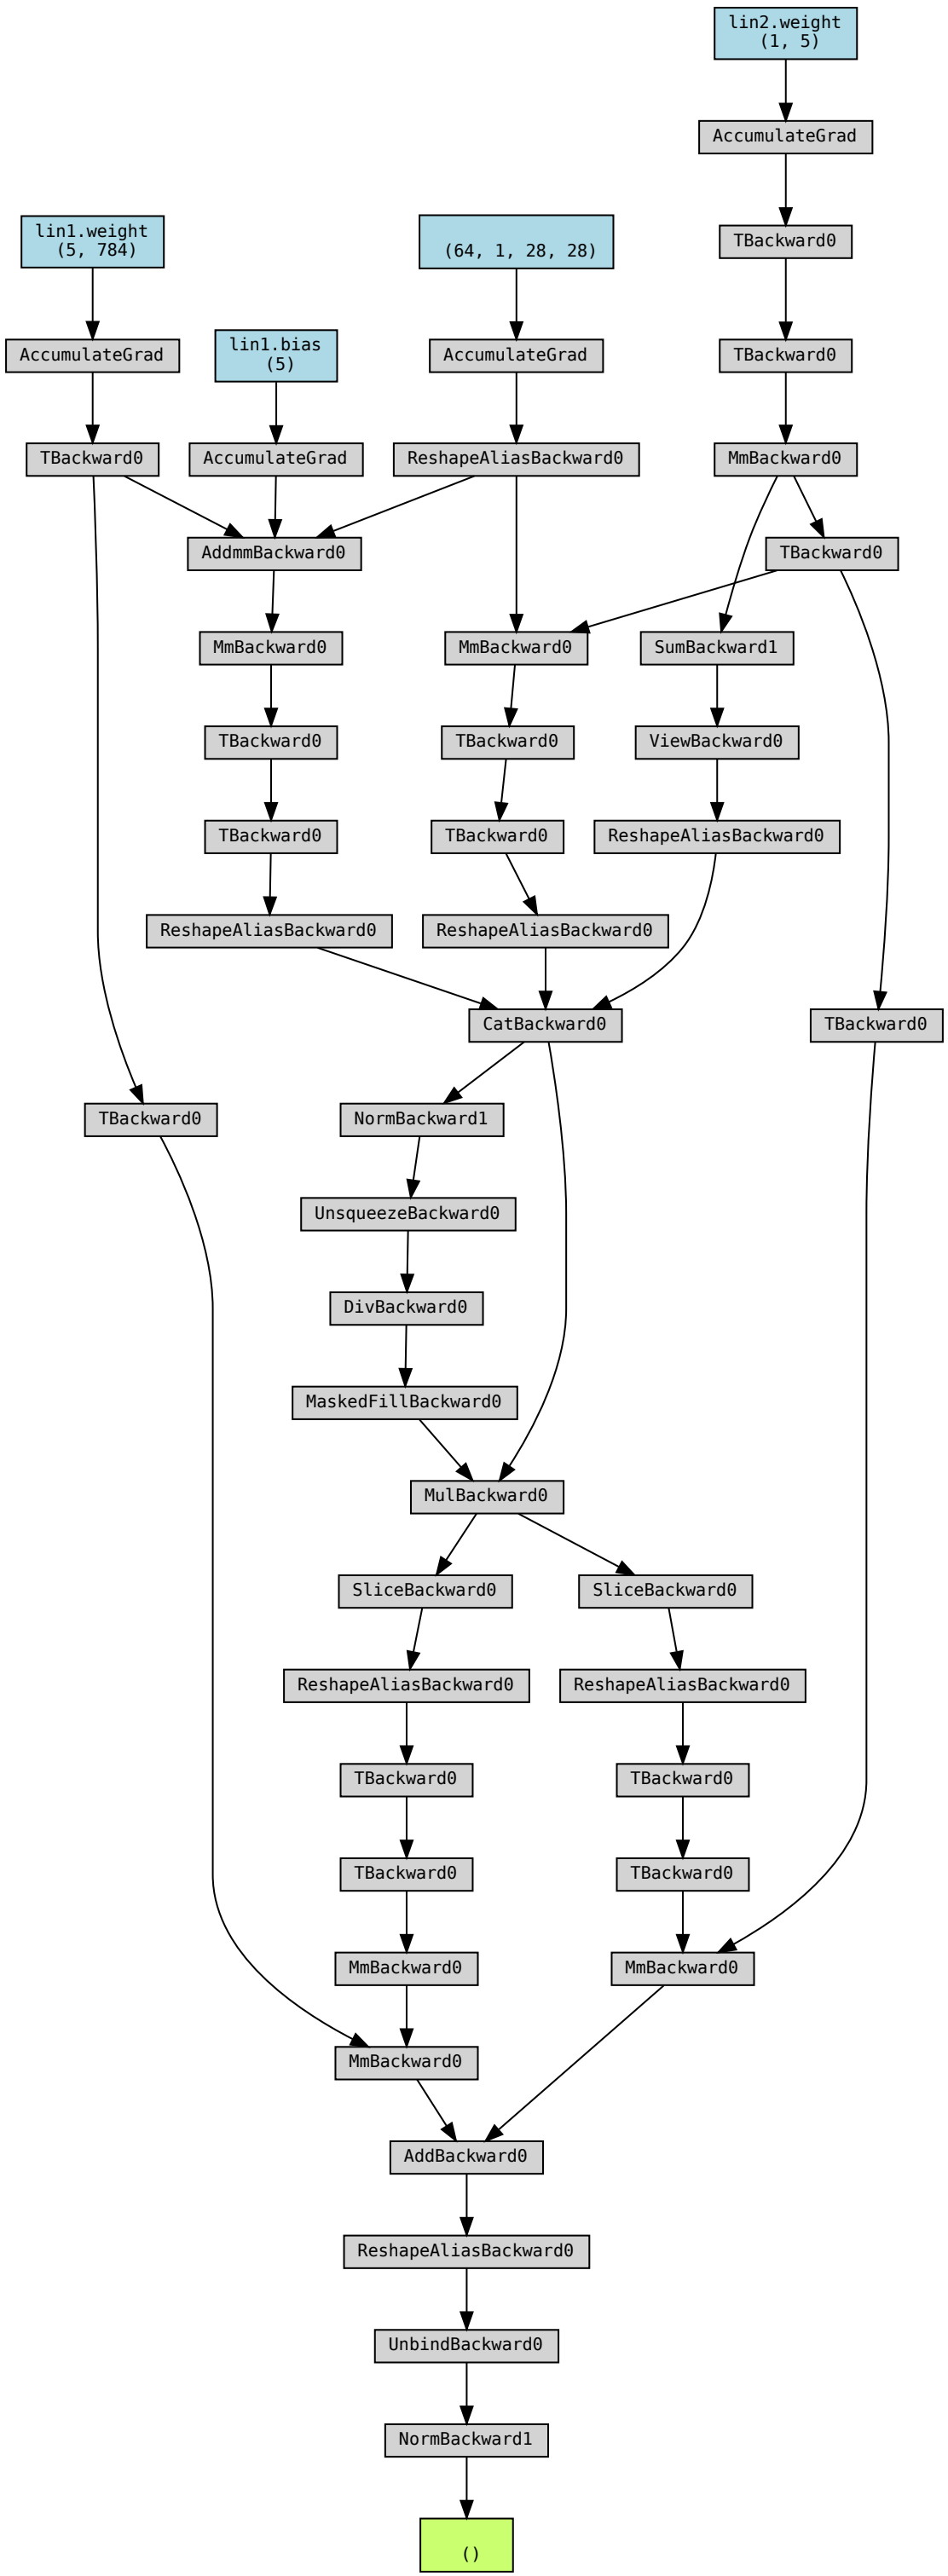 lin2.weight
(1, 5)
AccumulateGrad
lin1.weight
(5, 784)
(64, 1, 28, 28)
TBackward0
AccumulateGrad
lin1.bias
(5)
AccumulateGrad
TBackward0
TBackward0
AccumulateGrad
ReshapeAliasBackward0
MmBackward0
AddmmBackward0
TBackward0
MmBackward0
MmBackward0
SumBackward1
TBackward0
TBackward0
ViewBackward0
TBackward0
TBackward0
ReshapeAliasBackward0
ReshapeAliasBackward0
ReshapeAliasBackward0
CatBackward0
TBackward0
TBackward0
NormBackward1
UnsqueezeBackward0
DivBackward0
MaskedFillBackward0
MulBackward0
SliceBackward0
SliceBackward0
ReshapeAliasBackward0
ReshapeAliasBackward0
TBackward0
TBackward0
TBackward0
TBackward0
MmBackward0
MmBackward0
MmBackward0
AddBackward0
ReshapeAliasBackward0
UnbindBackward0
NormBackward1
()